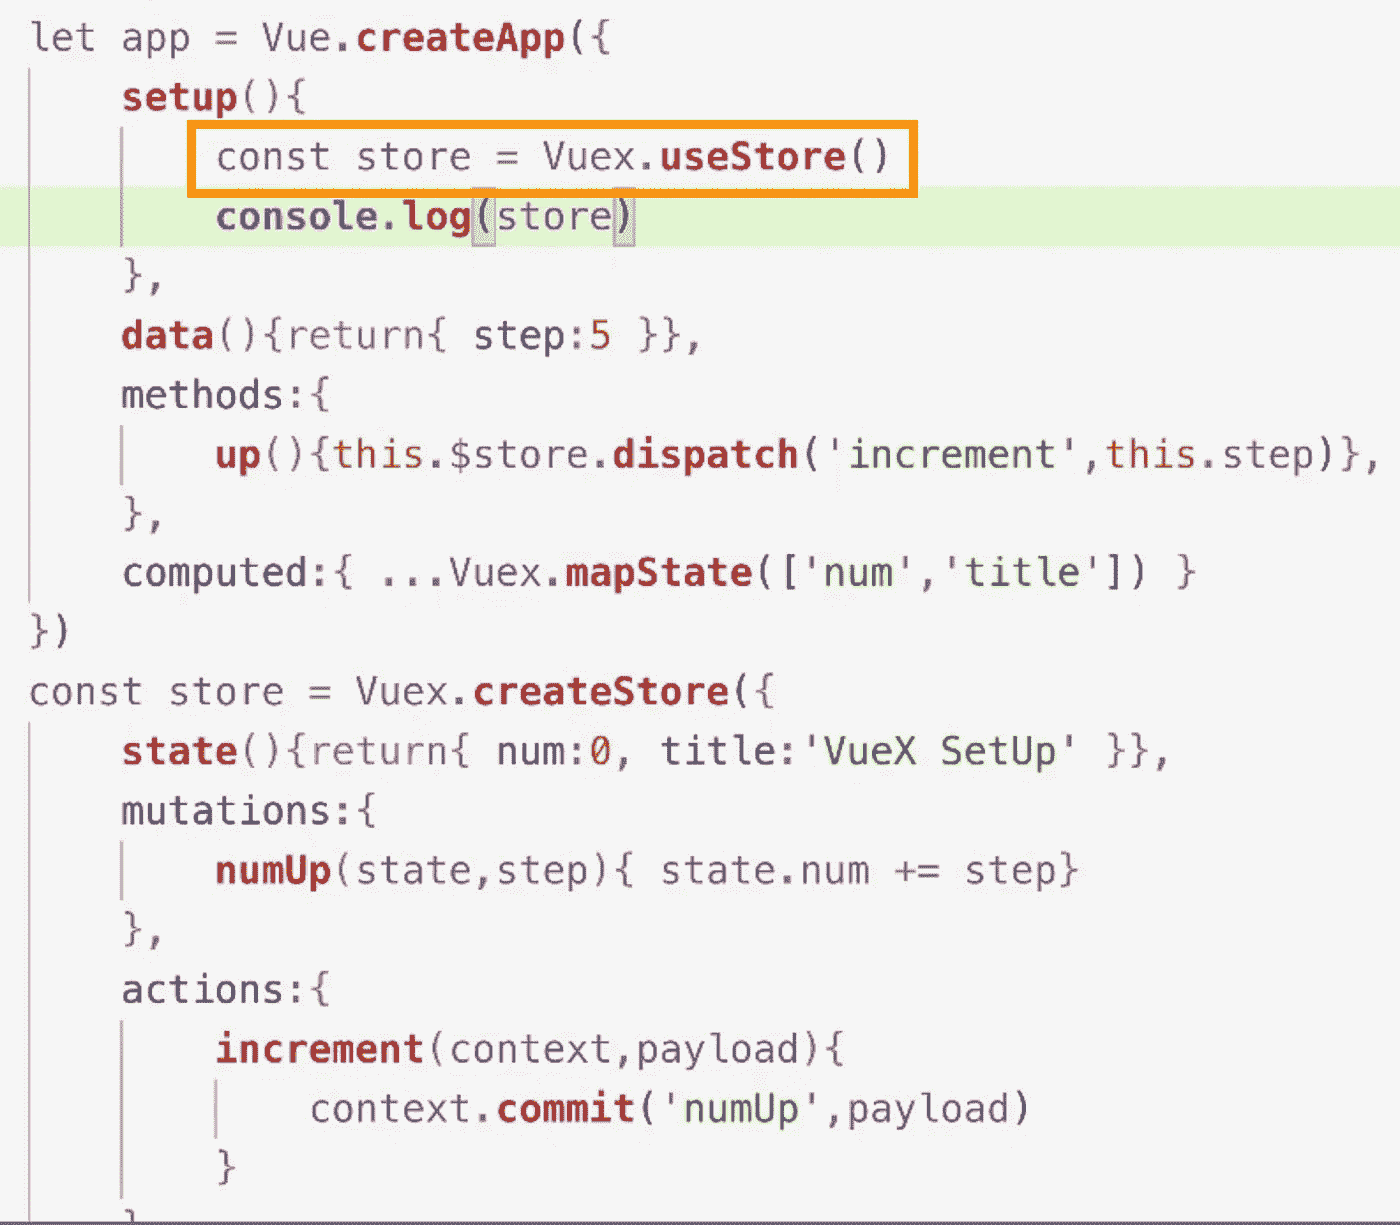 let app = Vue.createApp({
setup(){
const store = Vuex.useStore()
console.log(store)
},
data(){return{ step:5 }},
methods:{
up(){this.$store.dispatch('increment',this.step)},
},
computed:{ ...Vuex.mapState(['num','title']) }
})
const store = Vuex.createStore({
state(){return{ num:0, title:'VueX SetUp' }},
mutations:{
numUp(state,step){ state.num += step}
},
actions:{
increment(context,payload){
context.commit('numUp',payload)
}